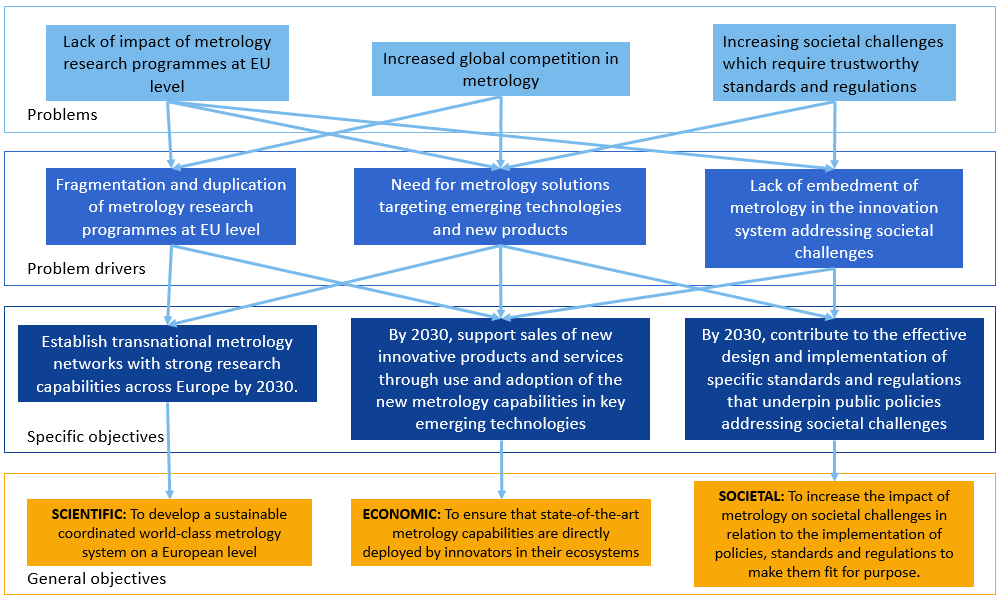 Lack of impact of metrology
research programmes at EU
level
Increased global competition in
metrology
Increasing societal challenges
which require trustworthy
standards and regulations
Problems
Fragmentation and duplication
of metrology research
programmes at EU level
Need for metrology solutions
targeting emerging technologies
and new products
Lack of embedment of
metrology in the innovation
system addressing societal
challenges
Problem drivers
Establish transnational metrology
networks with strong research
capabilities across Europe by 2030.
By 2030, support sales of new
innovative products and services
through use and adoption of the
new metrology capabilities in key
emerging technologies
By 2030, contribute to the effective
design and implementation of
specific standards and regulations
that underpin public policies
addressing societal challenges
Specific objectives
SCIENTIFIC: To develop a sustainable
coordinated world-class metrology
system on a European level
ECONOMIC: To ensure that state-of-the-art
metrology capabilities are directly
deployed by innovators in their ecosystems
SOCIETAL: To increase the impact of
metrology on societal challenges in
relation to the implementation of
policies, standards and regulations to
make them fit for purpose.
General objectives